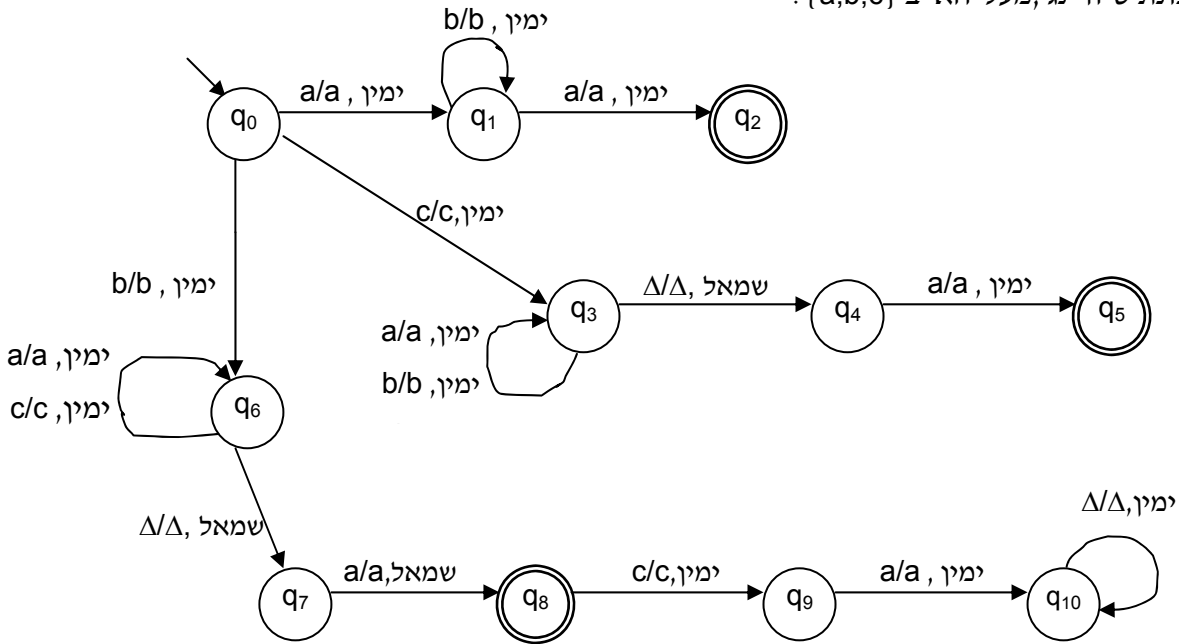 {a,b,c}
b/b , ימין
a/a , ימין
a/a , ימין
q0
q1
q2
c/c,ימין
b/b , ימין
Δ/Δ, שמאל
a/a , ימין
q3
q4
q5
a/a, ימין
b/b ,ימין
a/a, ימין
c/c ,ימין
q6
Δ/Δ, שמאל
Δ/Δ,ימין
a/a,שמאל
c/c,ימין
a/a , ימין
q7
q8
q9
q10